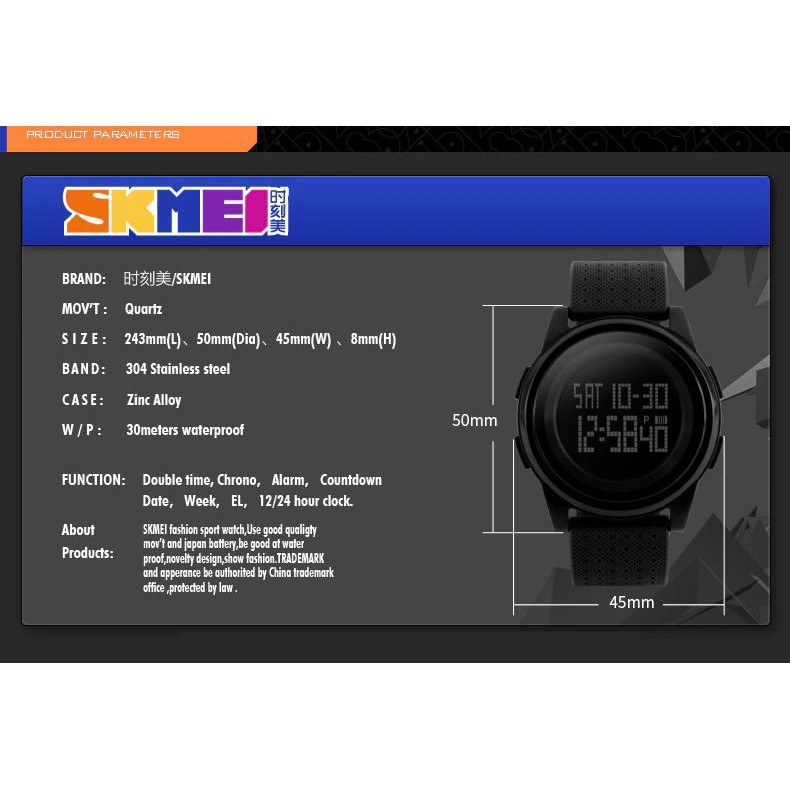 PRODUCT PARAMETERS
SKMEI 时刻美
BRAND: 时刻美/SKMEI
MOV'T : Quartz
SIZE: 243mm(L)、50mm(Dia)、45mm(W) 、8mm(H)
BAND: 304 Stainless steel
CASE: Zinc Alloy
W / P : 30meters waterproof
FUNCTION: Double time, Chrono, Alarm, Countdown
Date, Week, EL, 12/24 hour clock.
About
Products:
SKMEI fashion sport watch,Use good qualigty
mov't and japan battery,be good at water
proof,novelty design,show fashion.TRADEMARK
and apperance be authorited by China trademark
office ,protected by law .
50mm
SAT 10-30
P
12:58 40
45mm